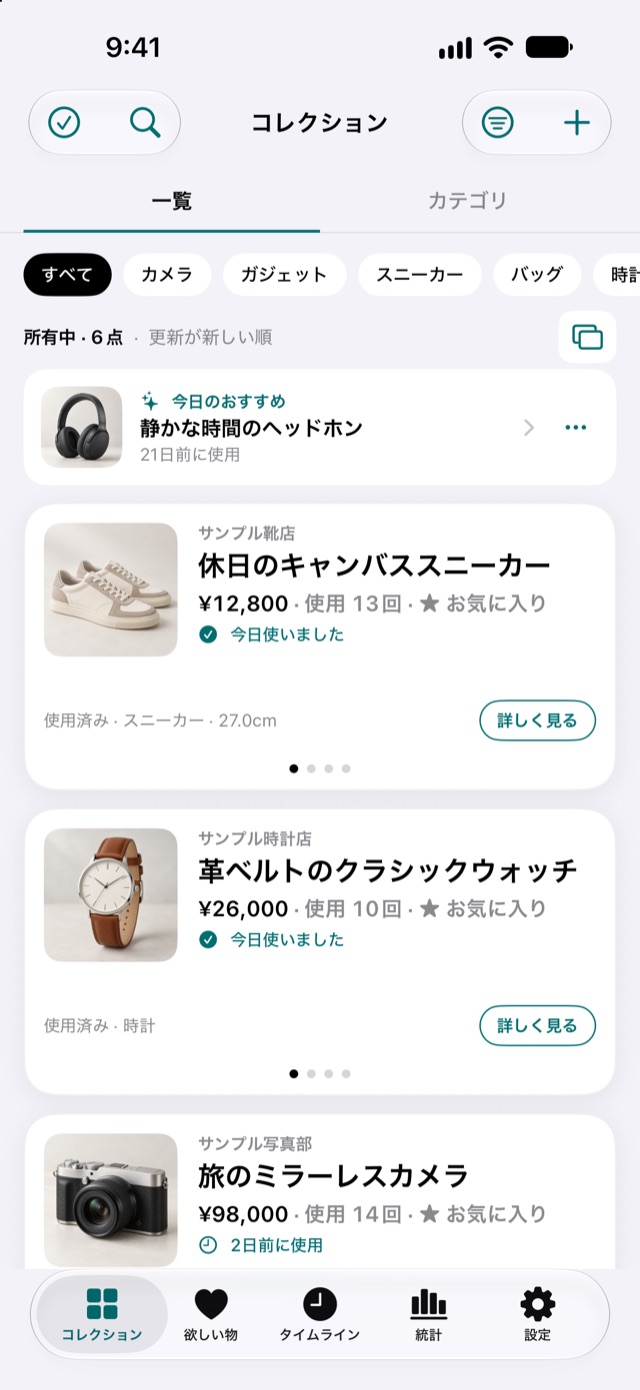 9:41
コレクション
一覧
カテゴリ
すべて
カメラ
ガジェット
スニーカー
バッグ
時計
所有中 · 6点 · 更新が新しい順
今日のおすすめ
静かな時間のヘッドホン
21日前に使用
サンプル靴店
休日のキャンバススニーカー
¥12,800 · 使用 13回 · ★ お気に入り
今日使いました
使用済み · スニーカー · 27.0cm
詳しく見る
サンプル時計店
革ベルトのクラシックウォッチ
¥26,000 · 使用 10回 · ★ お気に入り
今日使いました
使用済み · 時計
詳しく見る
サンプル写真部
旅のミラーレスカメラ
¥98,000 · 使用 14回 · ★ お気に入り
2日前に使用
コレクション
欲しい物
タイムライン
統計
設定